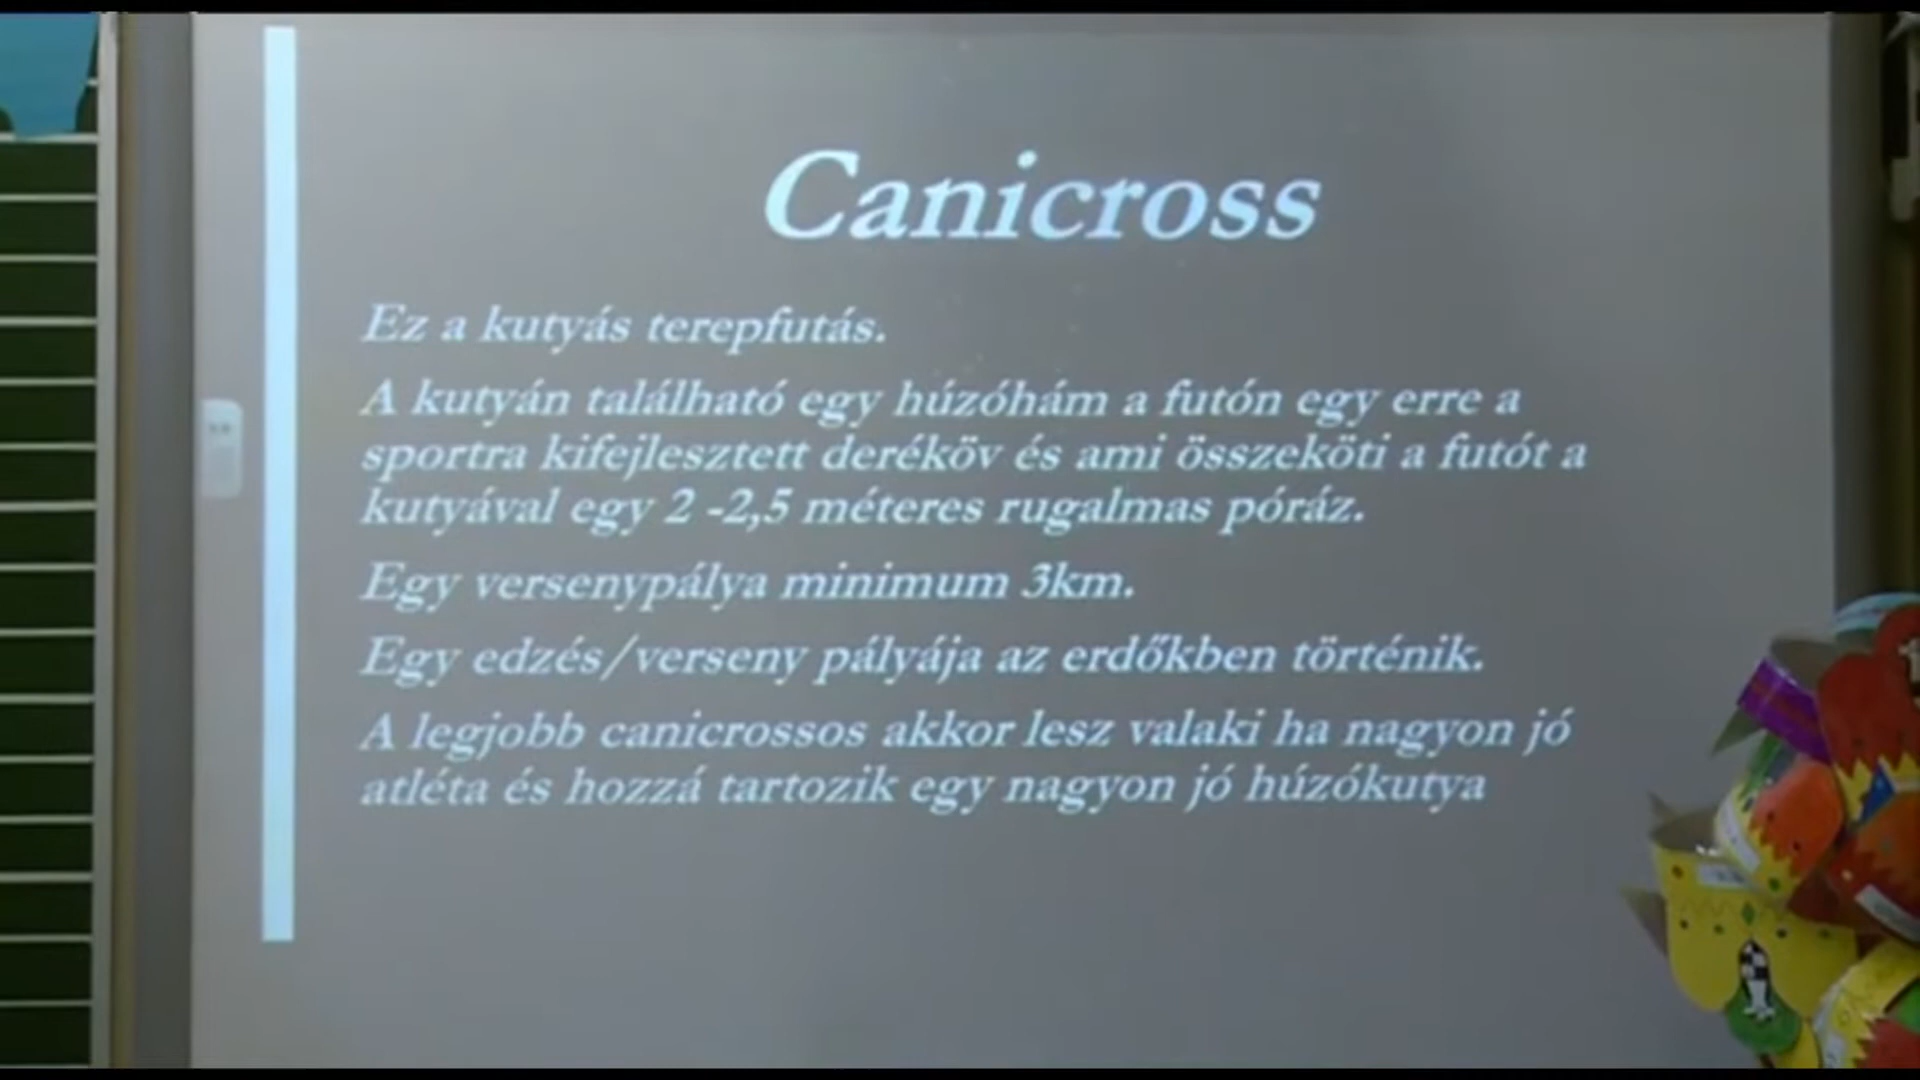 Canicross
Ez a kutyás terepfutás.
A kutyán található egy húzóhám a futón egy erre a
sportra kifejlesztett deréköv és ami összeköti a futót a
kutyával egy 2 -2,5 méteres rugalmas póráz.
Egy versenypálya minimum 3km.
Egy edzés/verseny pályája az erdőkben történik.
A legjobb canicrossos akkor lesz valaki ha nagyon jó
atléta és hozzá tartozik egy nagyon jó húzókutya